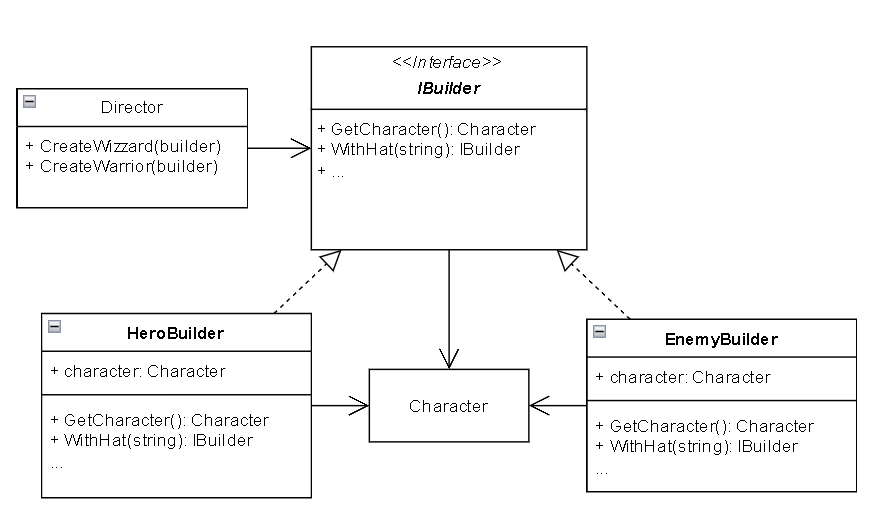 <<Interface>>
IBuilder
+ GetCharacter(): Character
+ WithHat(string): IBuilder
+ ...
Director
+ CreateWizzard(builder)
+ CreateWarrior(builder)
HeroBuilder
+ character: Character
+ GetCharacter(): Character
+ WithHat(string): IBuilder
...
Character
EnemyBuilder
+ character: Character
+ GetCharacter(): Character
+ WithHat(string): IBuilder
...